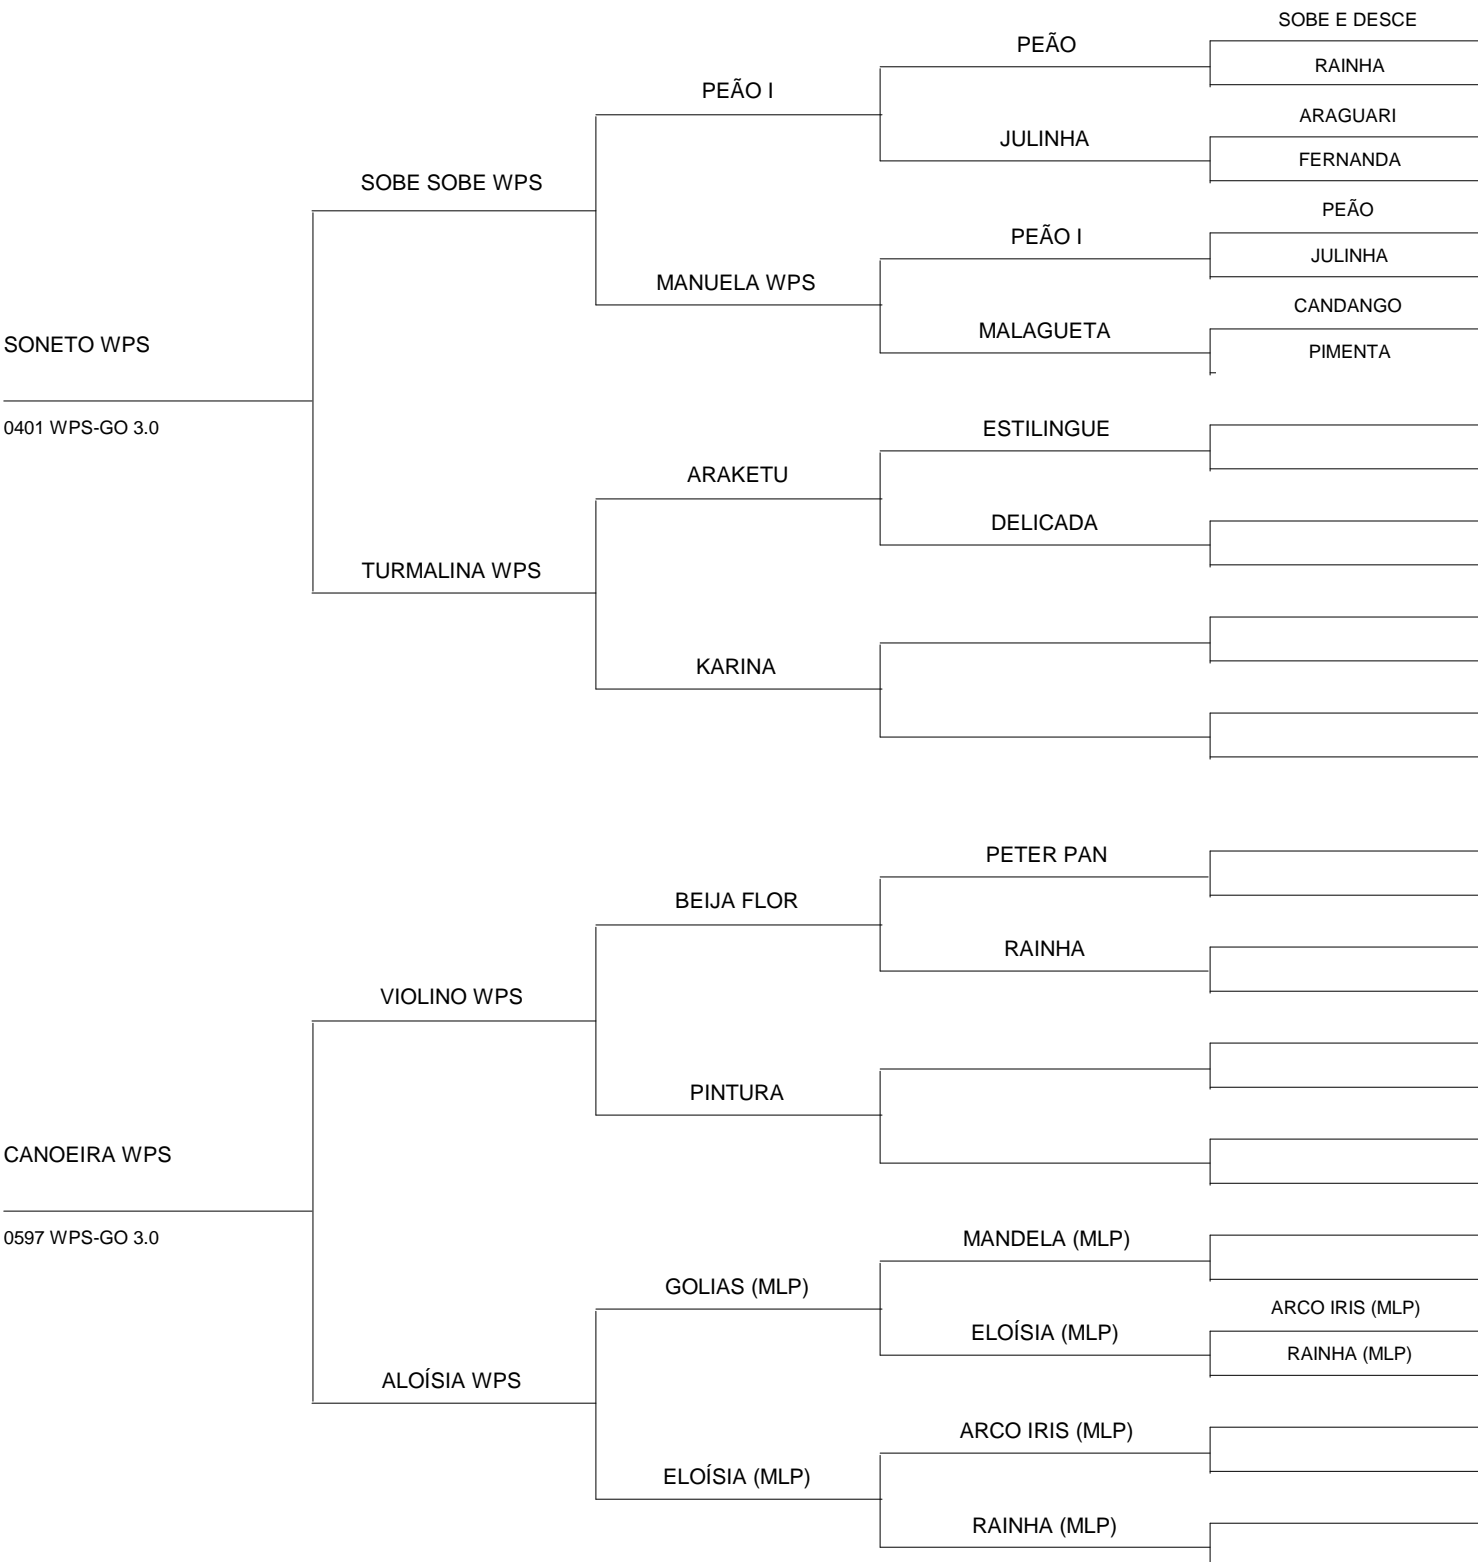 SOBE E DESCE
PEÃO
RAINHA
PEÃO I
ARAGUARI
JULINHA
FERNANDA
SOBE SOBE WPS
PEÃO
PEÃO I
JULINHA
MANUELA WPS
CANDANGO
MALAGUETA
SONETO WPS
PIMENTA
0401 WPS-GO 3.0
ESTILINGUE
ARAKETU
DELICADA
TURMALINA WPS
KARINA
PETER PAN
BEIJA FLOR
RAINHA
VIOLINO WPS
PINTURA
CANOEIRA WPS
0597 WPS-GO 3.0
MANDELA (MLP)
GOLIAS (MLP)
ARCO IRIS (MLP)
ELOÍSIA (MLP)
RAINHA (MLP)
ALOÍSIA WPS
ARCO IRIS (MLP)
ELOÍSIA (MLP)
RAINHA (MLP)